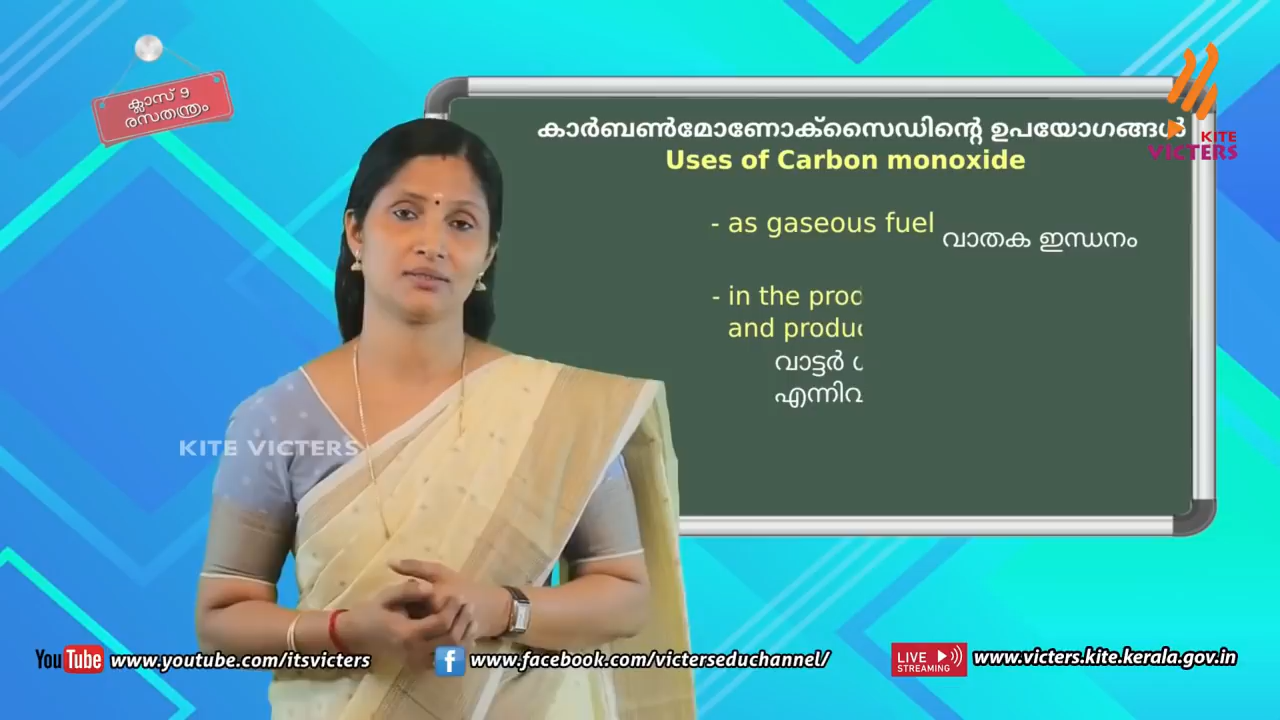 ക്ലാസ് 9
രസതന്ത്രം
കാർബൺമോണോക്സൈഡിന്റെ ഉപയോഗങ്ങൾ
Uses of Carbon monoxide
KITE
VICTERS
- as gaseous fuel
വാതക ഇന്ധനം
- in the prod
and produc
വാട്ടർ
എന്നിവ
KITE VICTERS
YouTube www.youtube.com/itsvicters
f www.facebook.com/victerseduchannel/
LIVE STREAMING www.victers.kite.kerala.gov.in